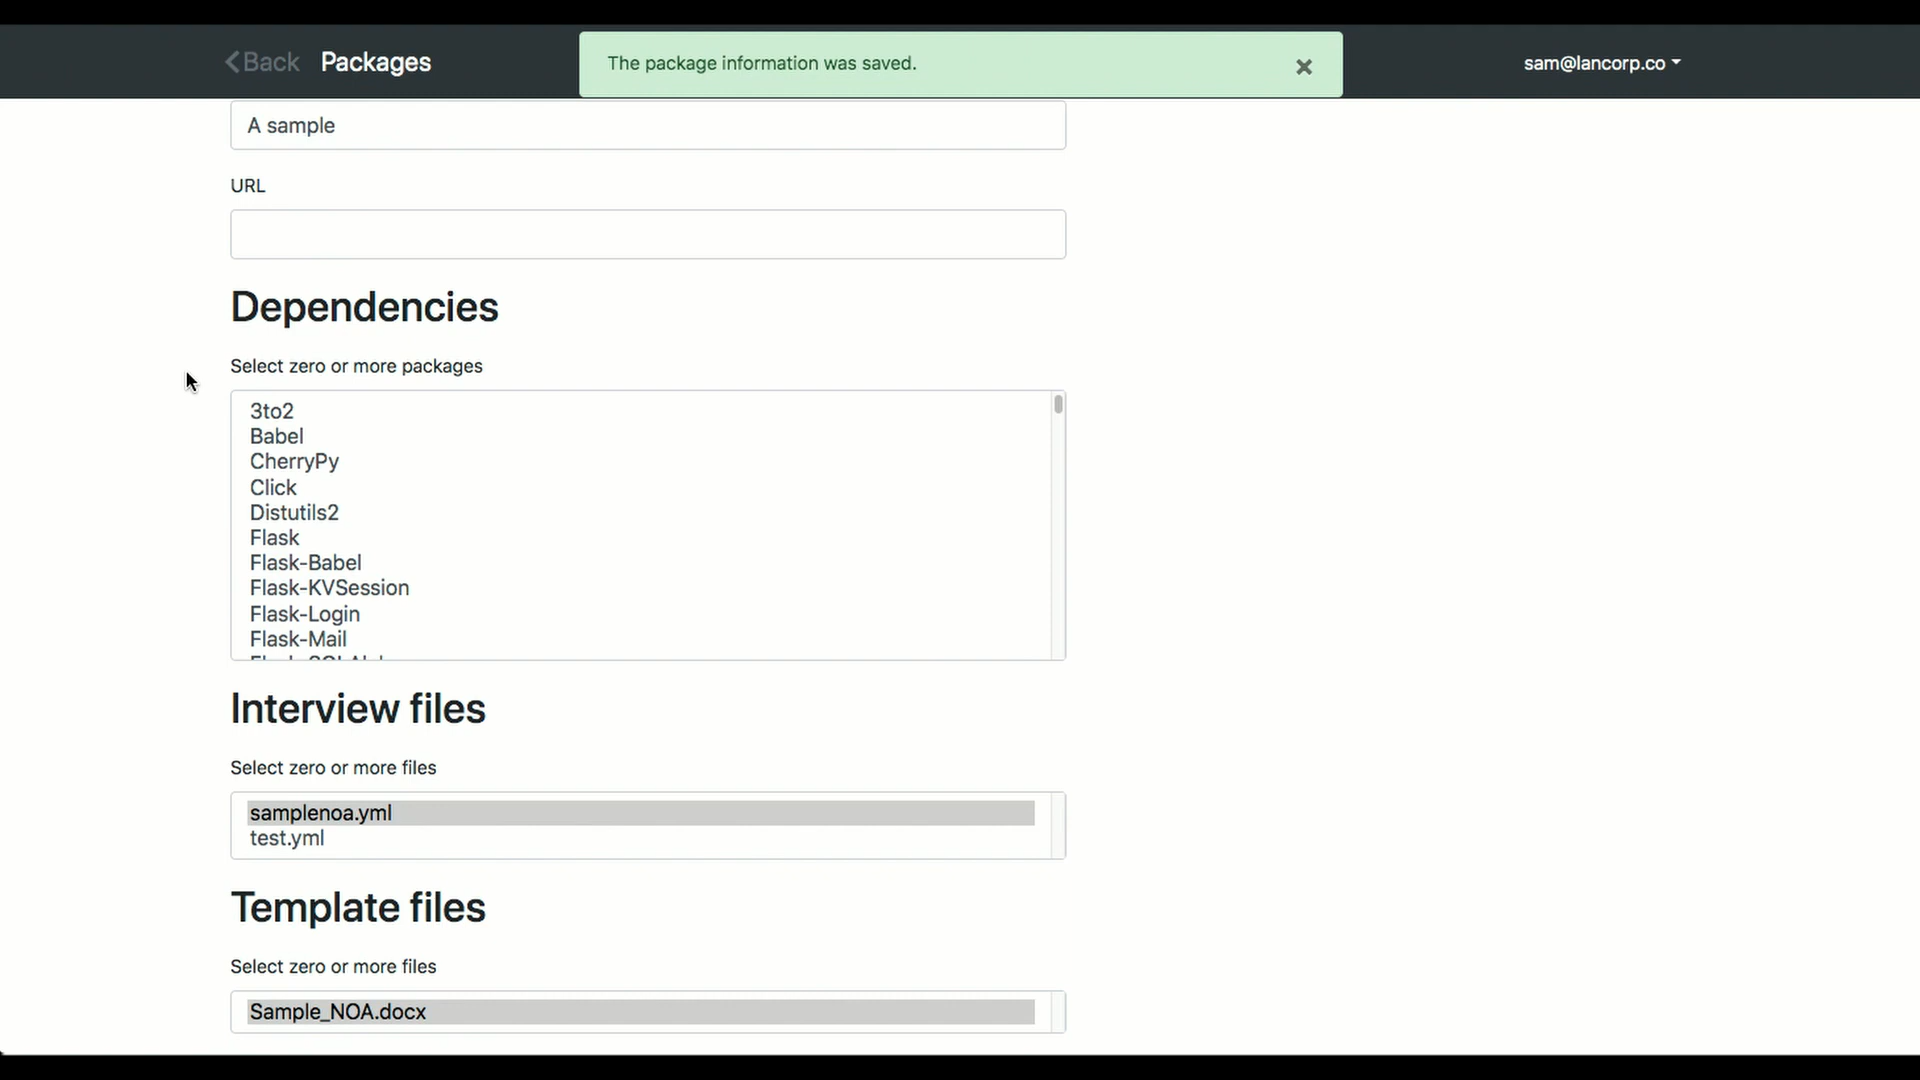 Back Packages
The package information was saved. ×
sam@lancorp.co
A sample
URL
Dependencies
Select zero or more packages
3to2
Babel
CherryPy
Click
Distutils2
Flask
Flask-Babel
Flask-KVSession
Flask-Login
Flask-Mail
Interview files
Select zero or more files
samplenoa.yml
test.yml
Template files
Select zero or more files
Sample_NOA.docx